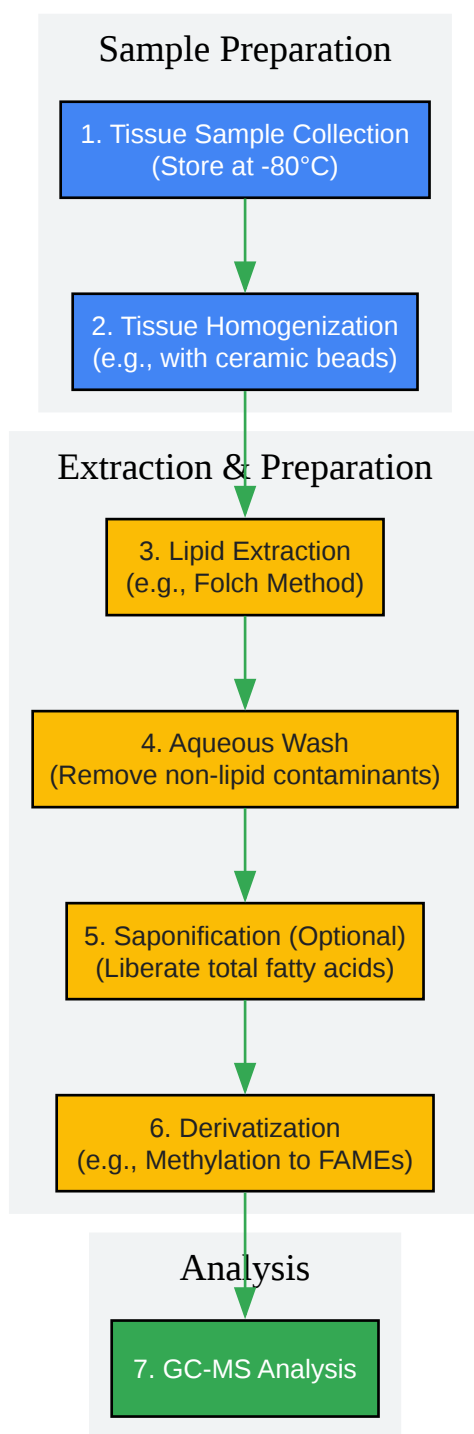 Sample Preparation
1. Tissue Sample Collection
(Store at -80°C)
2. Tissue Homogenization
(e.g., with ceramic beads)
Extraction & Preparation
3. Lipid Extraction
(e.g., Folch Method)
4. Aqueous Wash
(Remove non-lipid contaminants)
5. Saponification (Optional)
(Liberate total fatty acids)
6. Derivatization
(e.g., Methylation to FAMEs)
Analysis
7. GC-MS Analysis